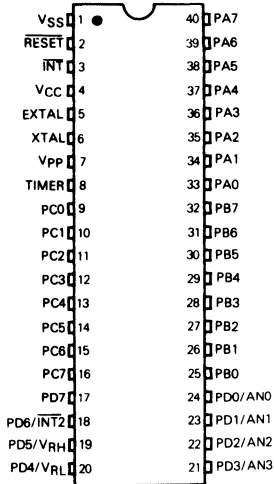 VSS 1 40 PA7
RESET 2 39 PA6
INT 3 38 PA5
VCC 4 37 PA4
EXTAL 5 36 PA3
XTAL 6 35 PA2
VPP 7 34 PA1
TIMER 8 33 PA0
PC0 9 32 PB7
PC1 10 31 PB6
PC2 11 30 PB5
PC3 12 29 PB4
PC4 13 28 PB3
PC5 14 27 PB2
PC6 15 26 PB1
PC7 16 25 PB0
PD7 17 24 PD0/AN0
PD6/INT2 18 23 PD1/AN1
PD5/VRH 19 22 PD2/AN2
PD4/VRL 20 21 PD3/AN3